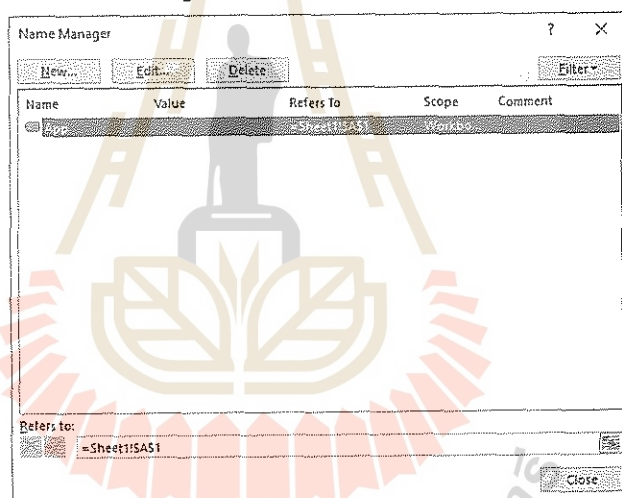 Name Manager ? ×
New... Edit... Delete Filter
Name Value Refers To Scope Comment
App =Sheet1!$A$1 Workbo...
Refers to:
=Sheet1!$A$1
Close